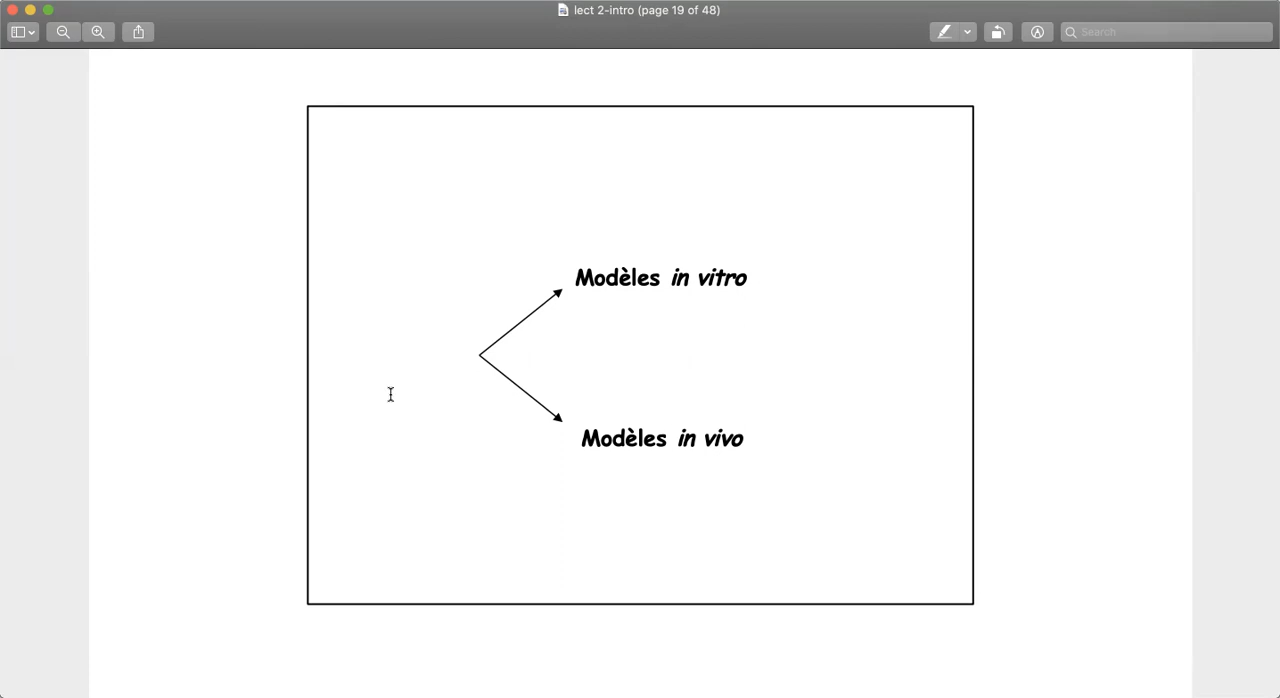 lect 2-intro (page 19 of 48)
Search
Modèles in vitro
Modèles in vivo